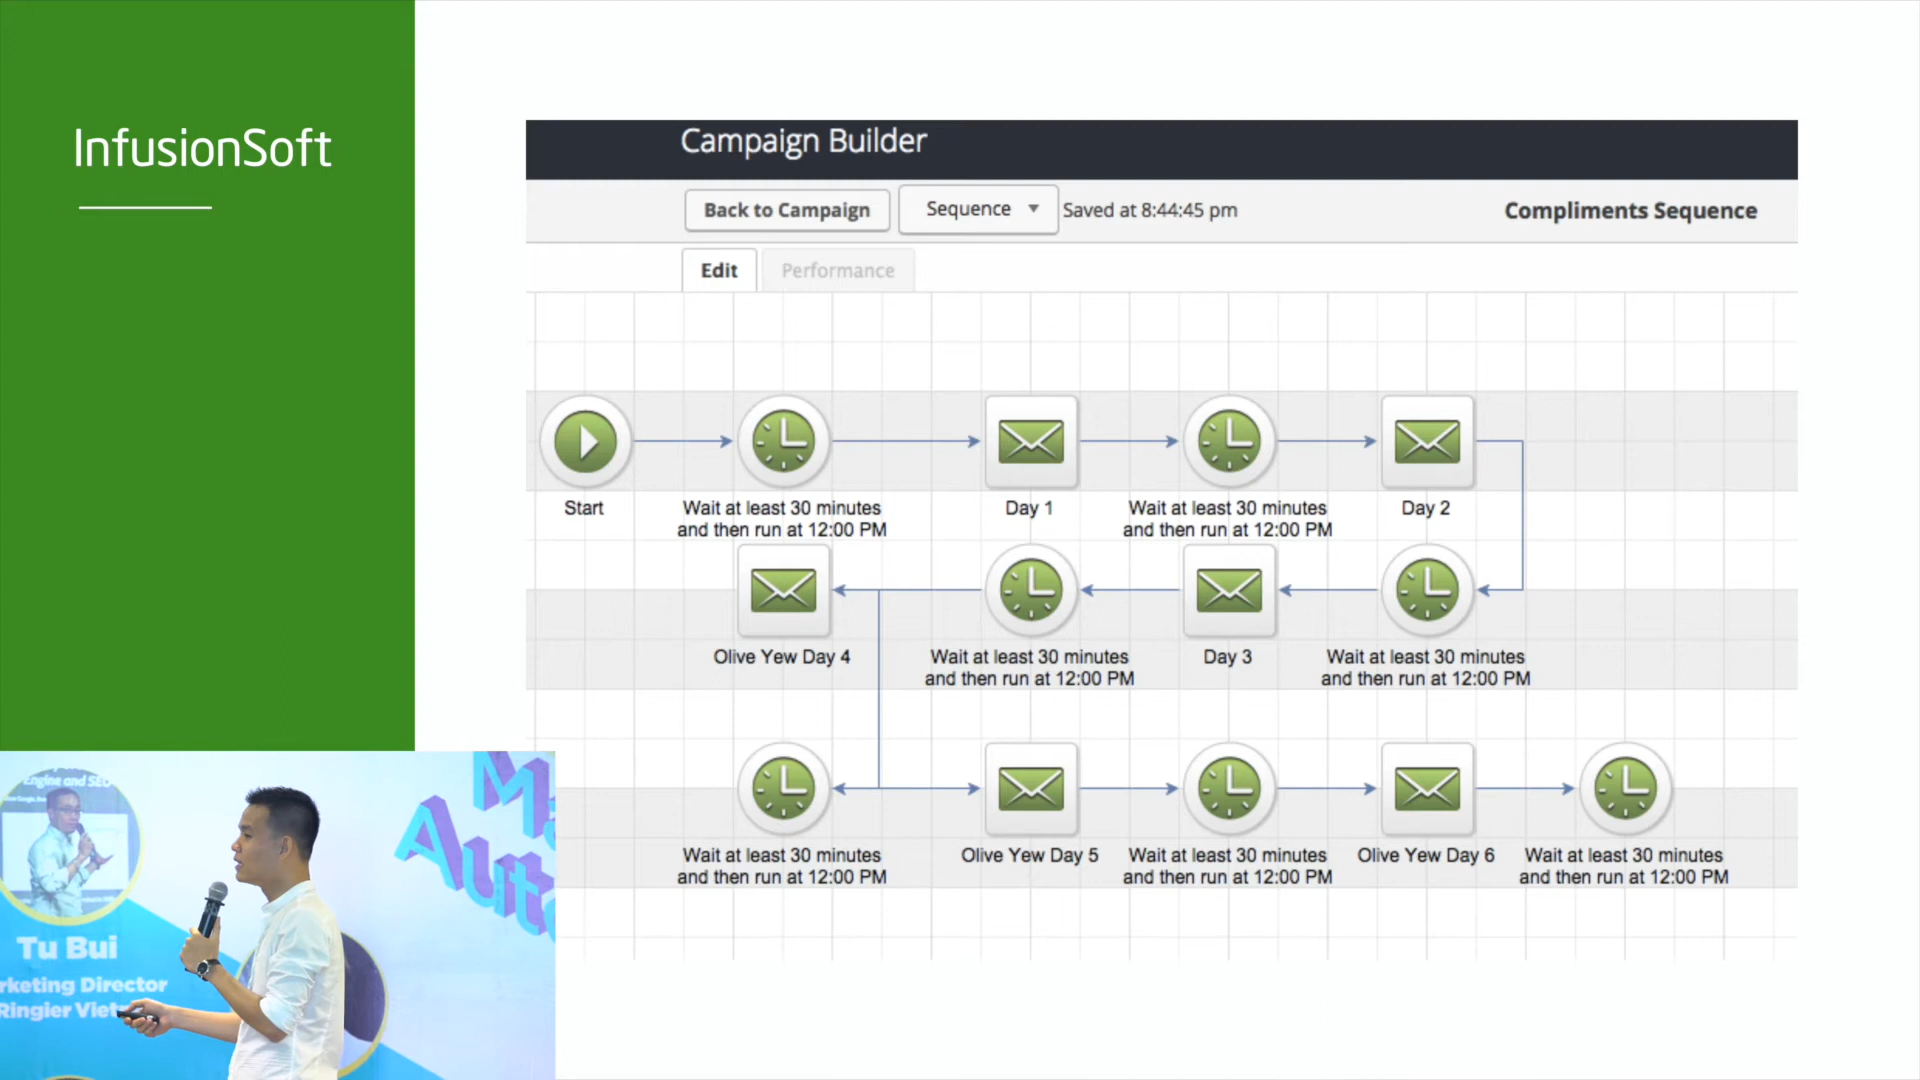 InfusionSoft
Campaign Builder
Back to Campaign
Sequence
Saved at 8:44:45 pm
Compliments Sequence
Edit
Performance
Start
Wait at least 30 minutes
and then run at 12:00 PM
Day 1
Wait at least 30 minutes
and then run at 12:00 PM
Day 2
Olive Yew Day 4
Wait at least 30 minutes
and then run at 12:00 PM
Day 3
Wait at least 30 minutes
and then run at 12:00 PM
Wait at least 30 minutes
and then run at 12:00 PM
Olive Yew Day 5
Wait at least 30 minutes
and then run at 12:00 PM
Olive Yew Day 6
Wait at least 30 minutes
and then run at 12:00 PM
Engine and SEO
Tu Bui
rketing Director
Ringier Viet
Ma
Auto